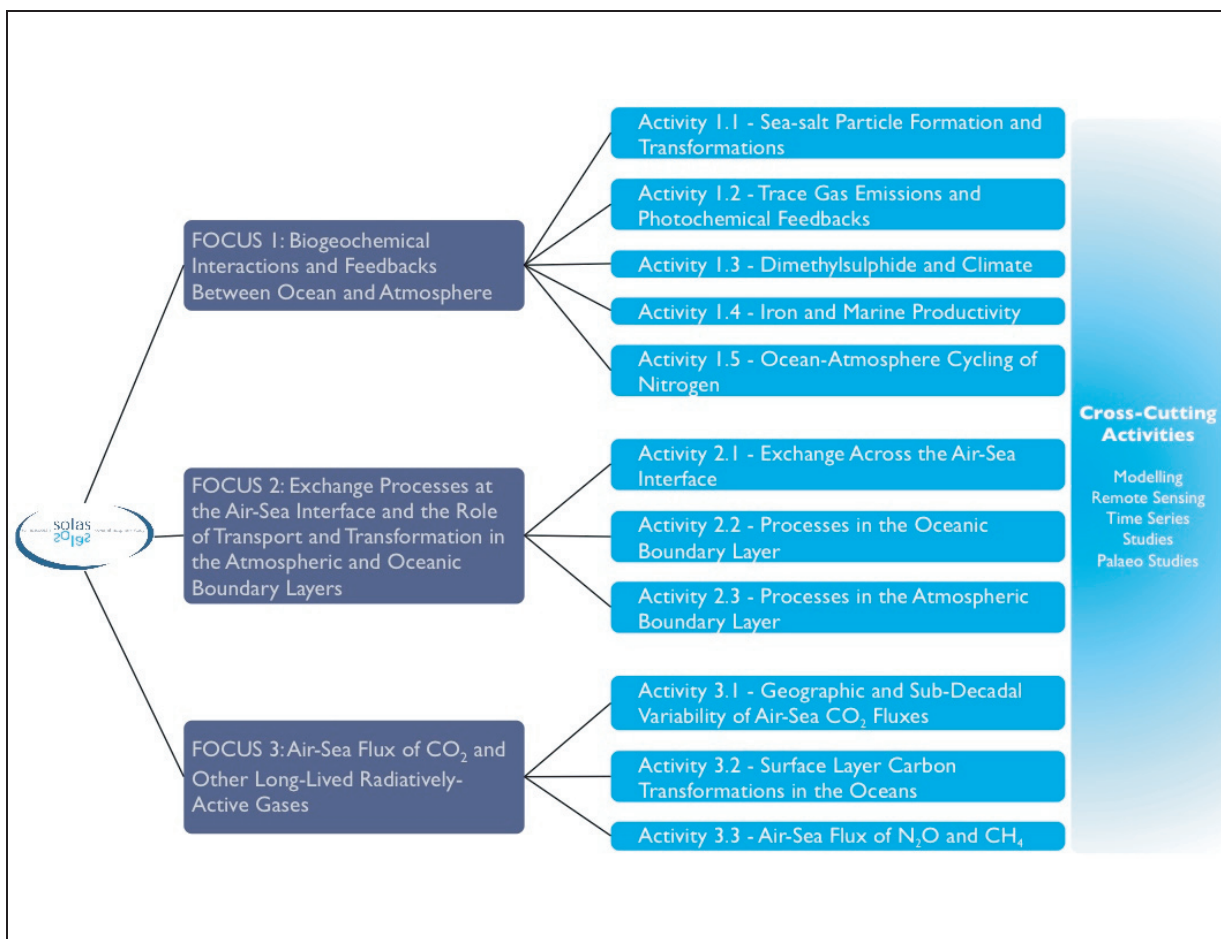 Activity 1.1 - Sea-salt Particle Formation and
Transformations
Activity 1.2 - Trace Gas Emissions and
Photochemical Feedbacks
FOCUS 1: Biogeochemical
Interactions and Feedbacks
Between Ocean and Atmosphere
Activity 1.3 - Dimethylsulphide and Climate
Activity 1.4 - Iron and Marine Productivity
Activity 1.5 - Ocean-Atmosphere Cycling of
Nitrogen
solas
solas
FOCUS 2: Exchange Processes at
the Air-Sea Interface and the Role
of Transport and Transformation in
the Atmospheric and Oceanic
Boundary Layers
Activity 2.1 - Exchange Across the Air-Sea
Interface
Activity 2.2 - Processes in the Oceanic
Boundary Layer
Activity 2.3 - Processes in the Atmospheric
Boundary Layer
FOCUS 3: Air-Sea Flux of CO₂ and
Other Long-Lived Radiatively-
Active Gases
Activity 3.1 - Geographic and Sub-Decadal
Variability of Air-Sea CO₂ Fluxes
Activity 3.2 - Surface Layer Carbon
Transformations in the Oceans
Activity 3.3 - Air-Sea Flux of N₂O and CH₄
Cross-Cutting
Activities
Modelling
Remote Sensing
Time Series
Studies
Palaeo Studies